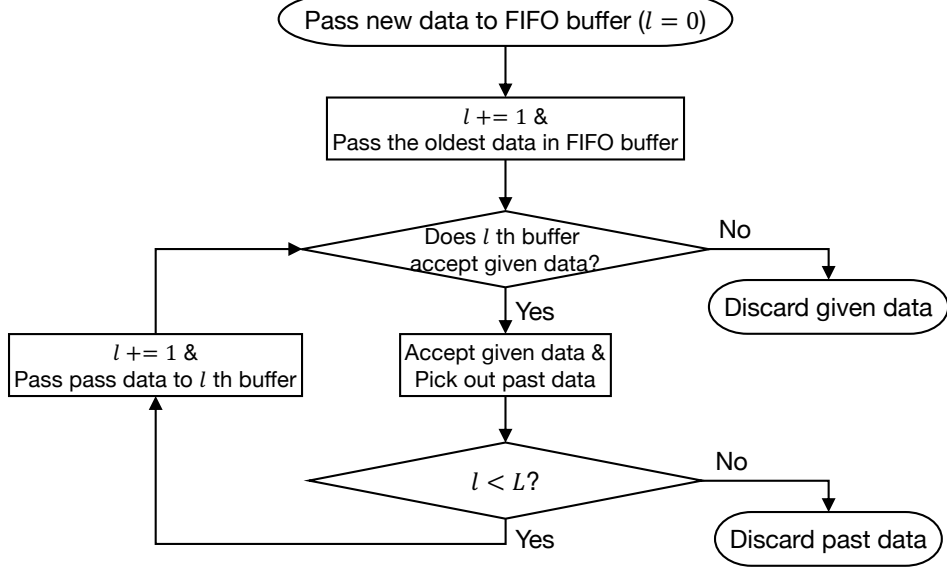 Pass new data to FIFO buffer (l = 0)
l += 1 &
Pass the oldest data in FIFO buffer
Does l th buffer
accept given data?
No
Discard given data
Yes
Accept given data &
Pick out past data
l += 1 &
Pass pass data to l th buffer
l < L?
No
Discard past data
Yes